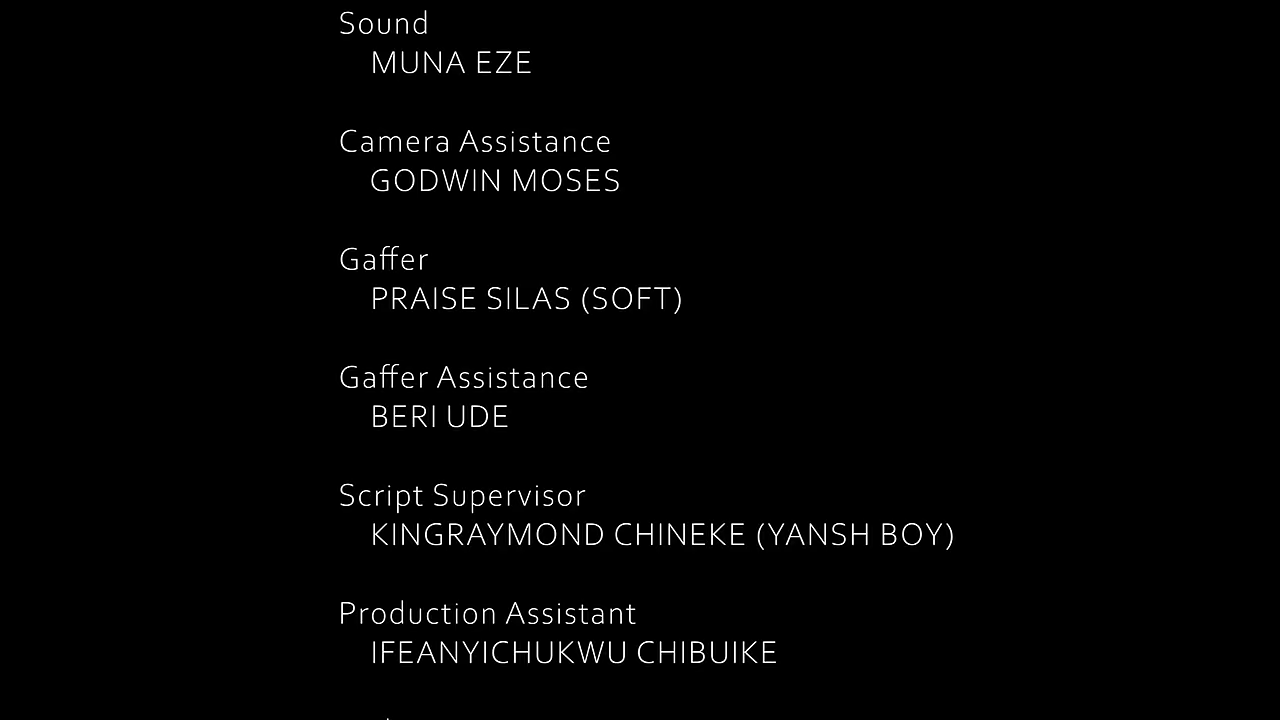 Sound
MUNA EZE
Camera Assistance
GODWIN MOSES
Gaffer
PRAISE SILAS (SOFT)
Gaffer Assistance
BERI UDE
Script Supervisor
KINGRAYMOND CHINEKE (YANSH BOY)
Production Assistant
IFEANYICHUKWU CHIBUIKE